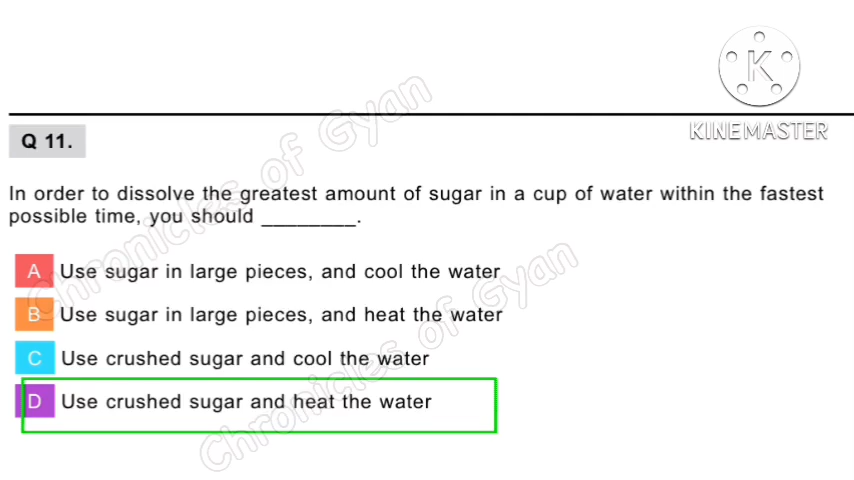 K
KINEMASTER
Q 11.
In order to dissolve the greatest amount of sugar in a cup of water within the fastest
possible time, you should ________.
A Use sugar in large pieces, and cool the water
B Use sugar in large pieces, and heat the water
C Use crushed sugar and cool the water
D Use crushed sugar and heat the water
Chronicles of Gyan
Chronicles of Gyan